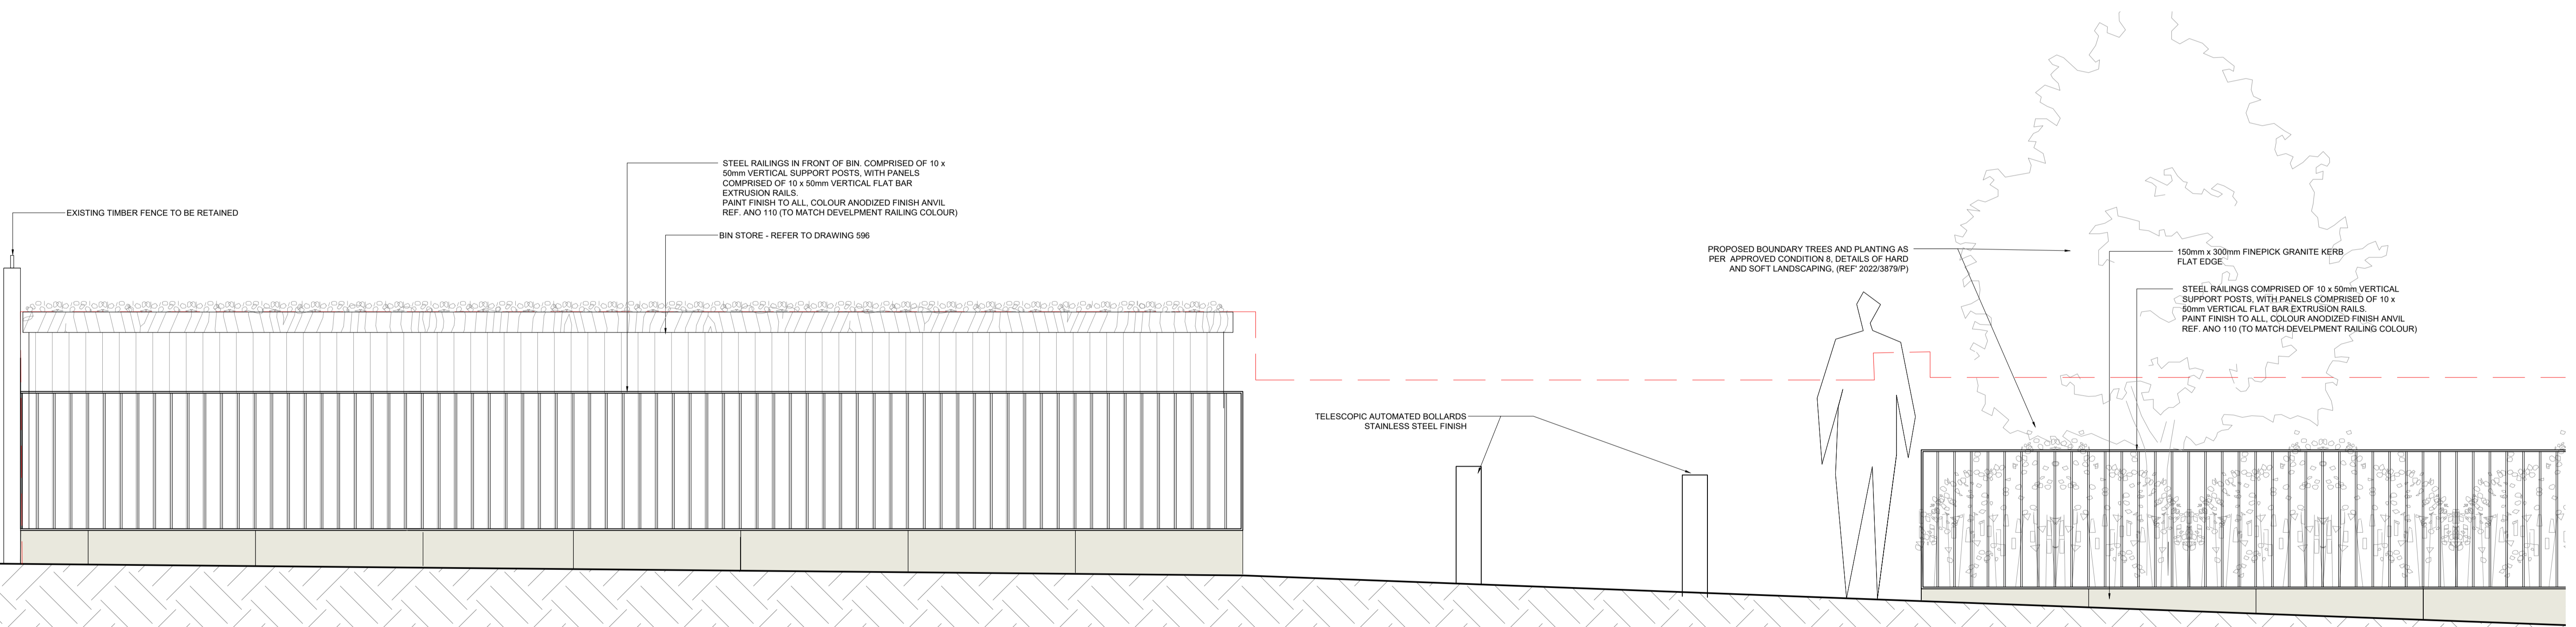 EXISTING TIMBER FENCE TO BE RETAINED
STEEL RAILINGS IN FRONT OF BIN. COMPRISED OF 10 x
50mm VERTICAL SUPPORT POSTS, WITH PANELS
COMPRISED OF 10 x 50mm VERTICAL FLAT BAR
EXTRUSION RAILS.
PAINT FINISH TO ALL, COLOUR ANODIZED FINISH ANVIL
REF. ANO 110 (TO MATCH DEVELPMENT RAILING COLOUR)
BIN STORE - REFER TO DRAWING 596
TELESCOPIC AUTOMATED BOLLARDS
STAINLESS STEEL FINISH
PROPOSED BOUNDARY TREES AND PLANTING AS
PER APPROVED CONDITION 8, DETAILS OF HARD
AND SOFT LANDSCAPING, (REF' 2022/3879/P)
150mm x 300mm FINEPICK GRANITE KERB
FLAT EDGE
STEEL RAILINGS COMPRISED OF 10 x 50mm VERTICAL
SUPPORT POSTS, WITH PANELS COMPRISED OF 10 x
50mm VERTICAL FLAT BAR EXTRUSION RAILS.
PAINT FINISH TO ALL, COLOUR ANODIZED FINISH ANVIL
REF. ANO 110 (TO MATCH DEVELPMENT RAILING COLOUR)